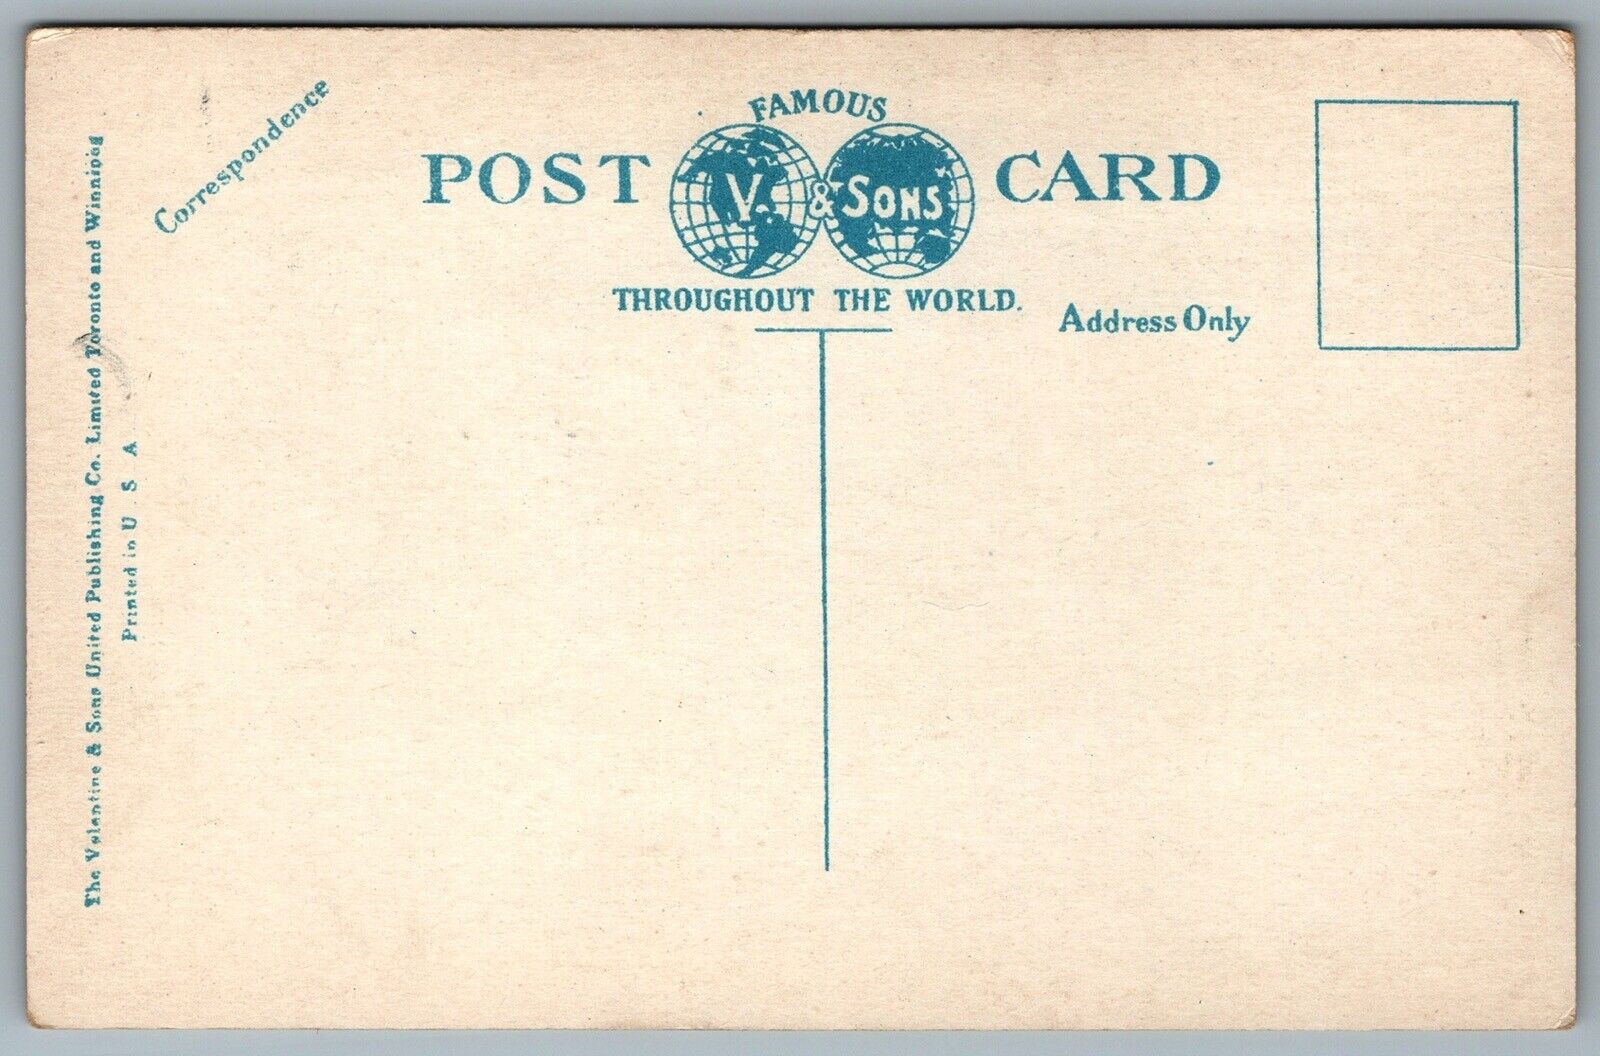 FAMOUS
POST V. & SONS CARD
THROUGHOUT THE WORLD.
Correspondence
Address Only
The Valentine & Sons United Publishing Co. Limited Toronto and Winnipeg
Printed in U S A